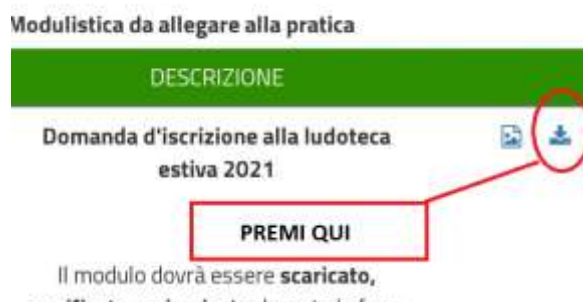 Modulistica da allegare alla pratica
DESCRIZIONE
Domanda d'iscrizione alla ludoteca
estiva 2021
PREMI QUI
Il modulo dovrà essere scaricato,